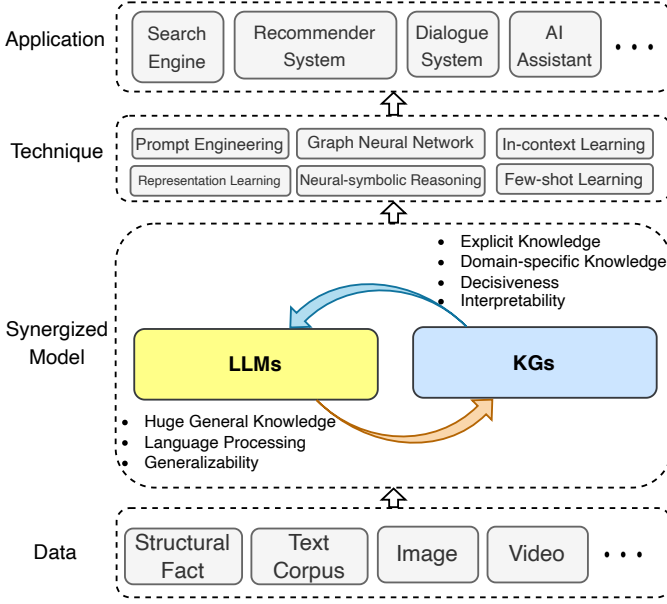 Application
Search
Engine
Recommender
System
Dialogue
System
AI
Assistant
Technique
Prompt Engineering
Graph Neural Network
In-context Learning
Representation Learning
Neural-symbolic Reasoning
Few-shot Learning
Synergized
Model
• Explicit Knowledge
• Domain-specific Knowledge
• Decisiveness
• Interpretability
LLMs
KGs
• Huge General Knowledge
• Language Processing
• Generalizability
Data
Structural
Fact
Text
Corpus
Image
Video